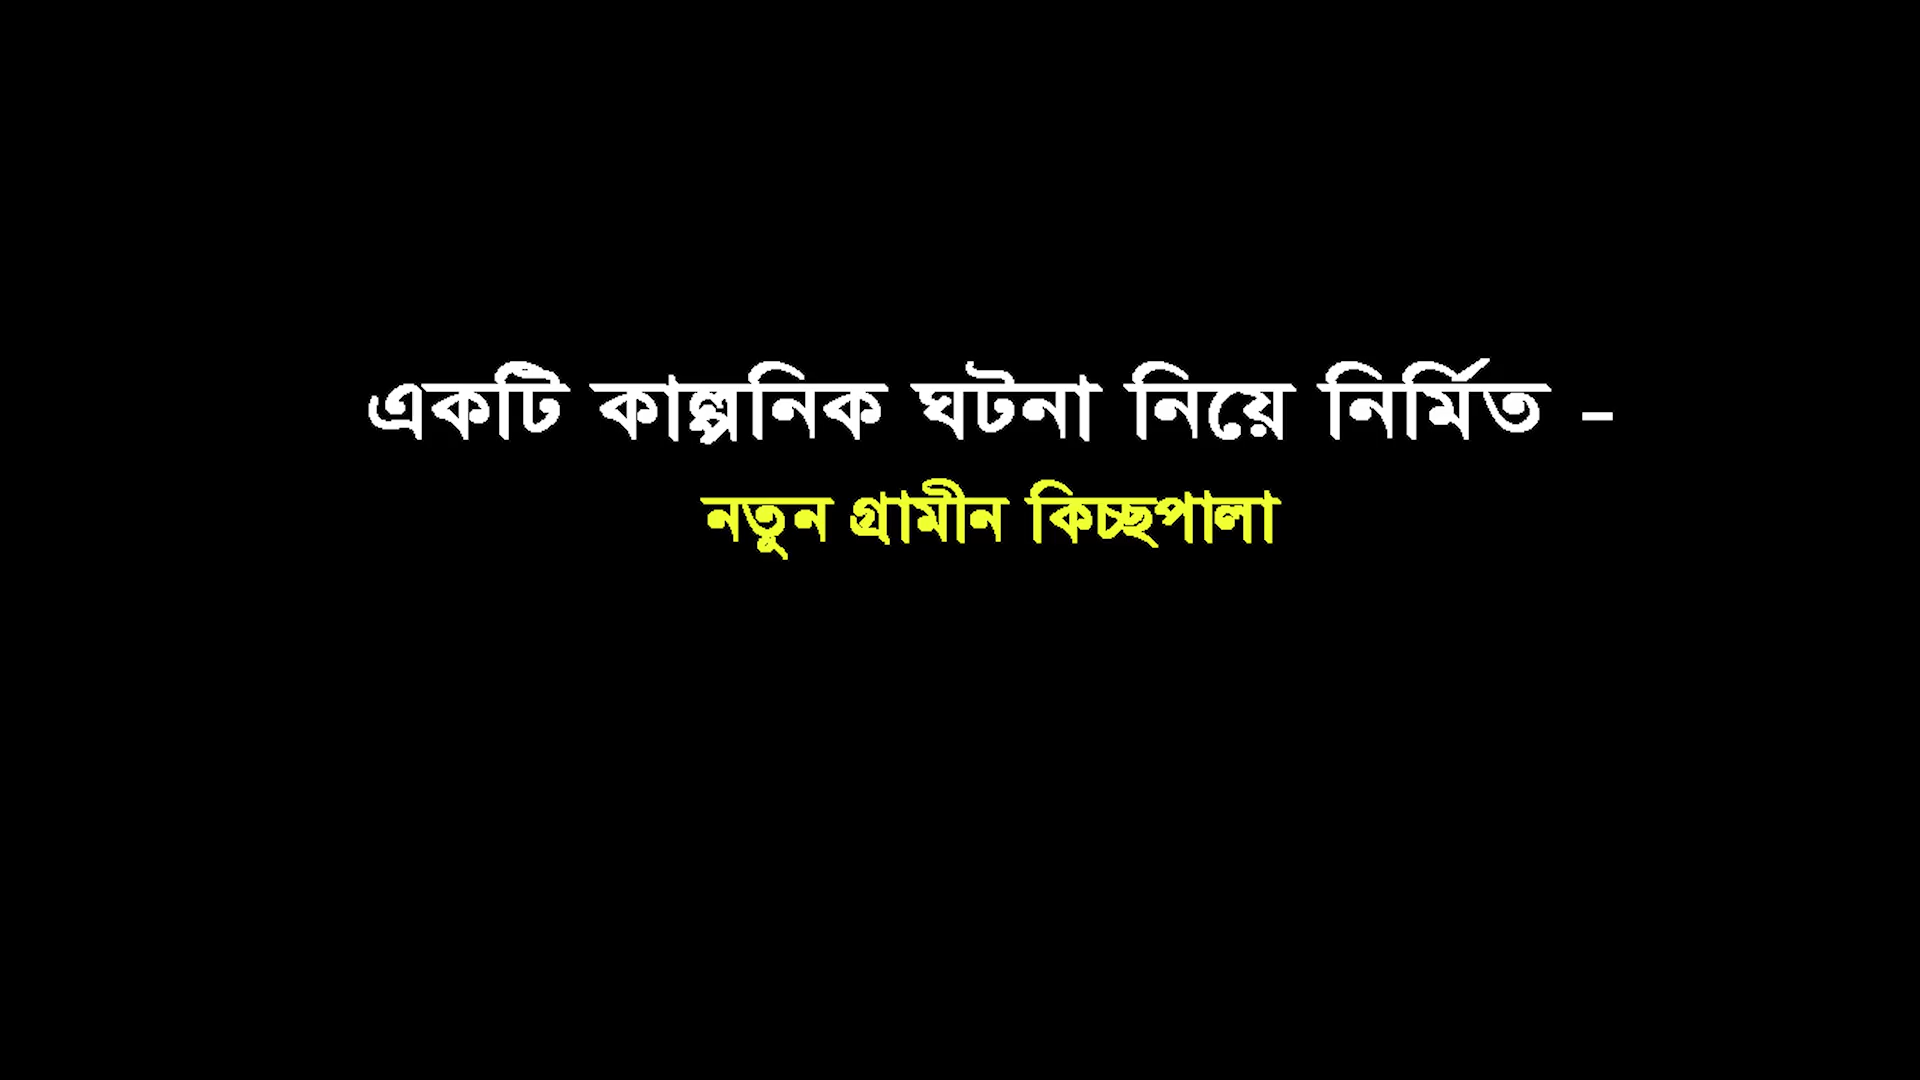 একটি কাল্পনিক ঘটনা নিয়ে নির্মিত -
নতুন গ্রামীন কিচ্ছপালা